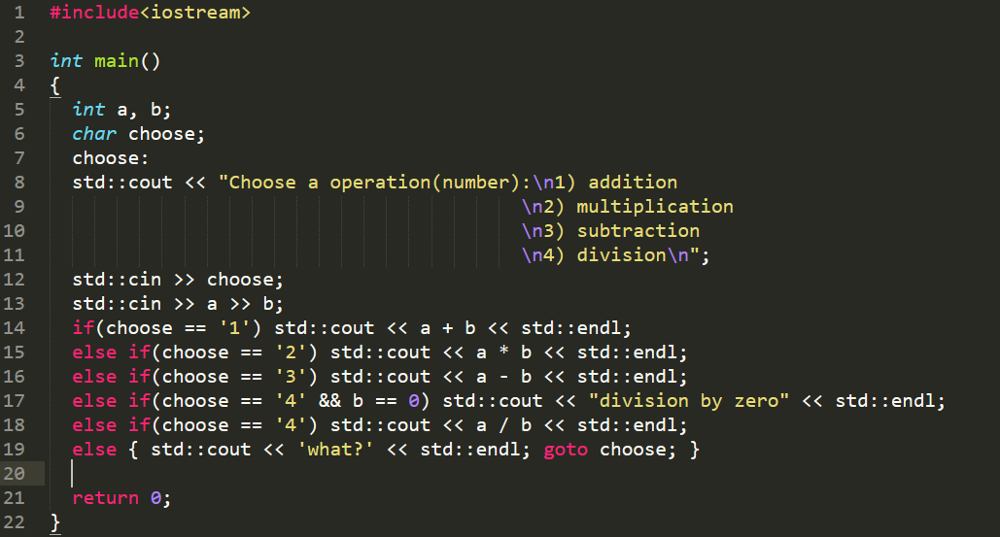 1 #include<iostream>
2
3 int main()
4 {
5   int a, b;
6   char choose;
7   choose:
8   std::cout << "Choose a operation(number):\n1) addition
9                                           \n2) multiplication
10                                          \n3) subtraction
11                                          \n4) division\n";
12  std::cin >> choose;
13  std::cin >> a >> b;
14  if(choose == '1') std::cout << a + b << std::endl;
15  else if(choose == '2') std::cout << a * b << std::endl;
16  else if(choose == '3') std::cout << a - b << std::endl;
17  else if(choose == '4' && b == 0) std::cout << "division by zero" << std::endl;
18  else if(choose == '4') std::cout << a / b << std::endl;
19  else { std::cout << 'what?' << std::endl; goto choose; }
20
21  return 0;
22 }